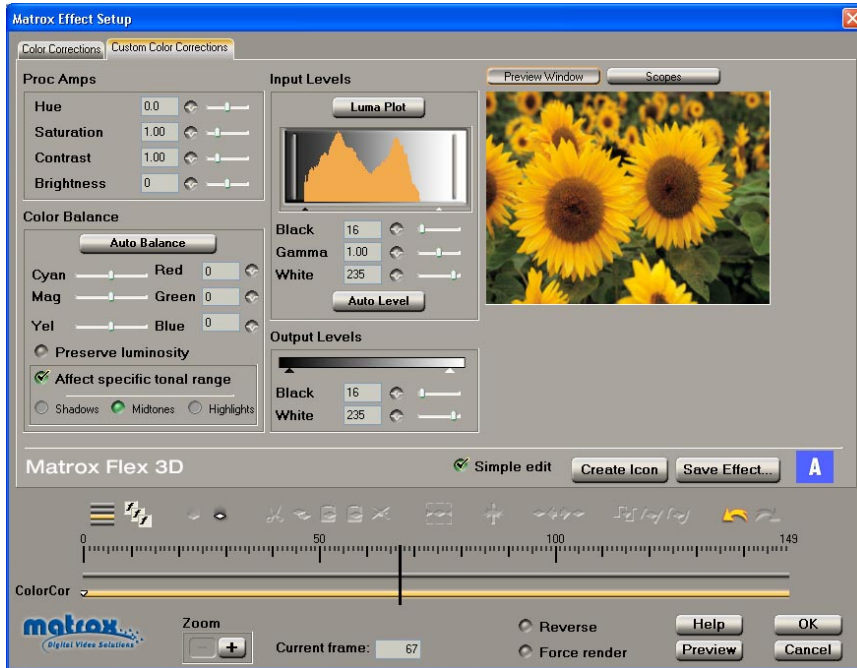 Matrox Effect Setup
Color Corrections
Custom Color Corrections
Proc Amps
Hue 0.0
Saturation 1.00
Contrast 1.00
Brightness 0
Color Balance
Auto Balance
Cyan Red 0
Mag Green 0
Yel Blue 0
Preserve luminosity
Affect specific tonal range
Shadows Midtones Highlights
Input Levels
Luma Plot
Black 16
Gamma 1.00
White 235
Auto Level
Output Levels
Black 16
White 235
Preview Window
Scopes
Matrox Flex 3D
Simple edit
Create Icon
Save Effect...
A
fff
0 50 100 149
ColorCor
matrox
Digital Video Solutions
Zoom
- +
Current frame: 67
Reverse
Force render
Help
Preview
OK
Cancel